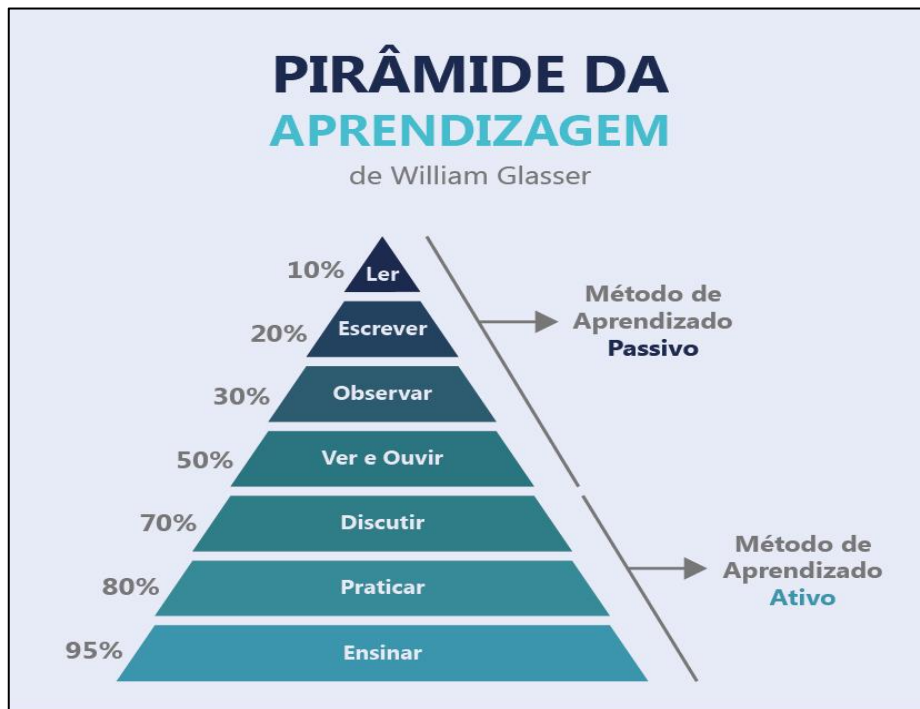 PIRÂMIDE DA
APRENDIZAGEM
de William Glasser
10% Ler
20% Escrever
30% Observar
50% Ver e Ouvir
70% Discutir
80% Praticar
95% Ensinar
Método de
Aprendizado
Passivo
Método de
Aprendizado
Ativo